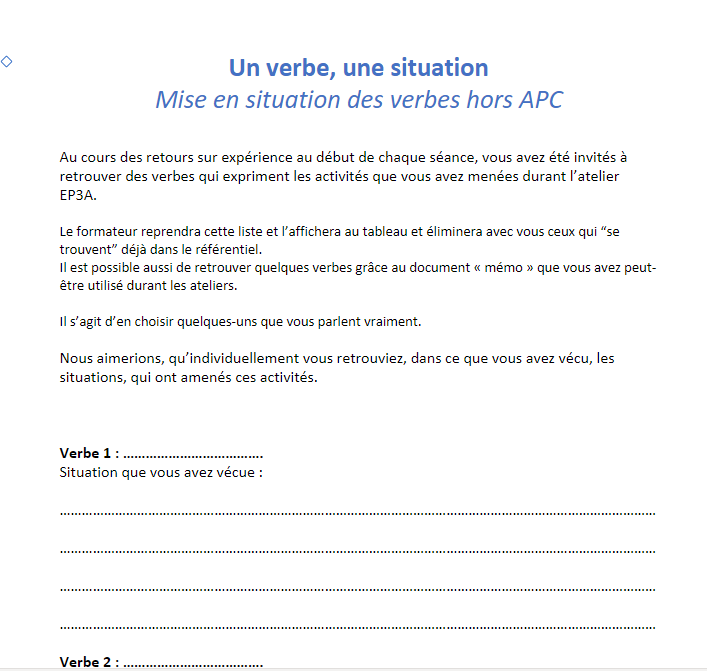 Un verbe, une situation
Mise en situation des verbes hors APC
Au cours des retours sur expérience au début de chaque séance, vous avez été invités à
retrouver des verbes qui expriment les activités que vous avez menées durant l’atelier
EP3A.
Le formateur reprendra cette liste et l’affichera au tableau et éliminera avec vous ceux qui “se
trouvent” déjà dans le référentiel.
Il est possible aussi de retrouver quelques verbes grâce au document « mémo » que vous avez peut-
être utilisé durant les ateliers.
Il s’agit d’en choisir quelques-uns que vous parlent vraiment.
Nous aimerions, qu’individuellement vous retrouviez, dans ce que vous avez vécu, les
situations, qui ont amenés ces activités.
Verbe 1 : ……………………………….
Situation que vous avez vécue :
……………………………………………………………………………………………………………………………………………
……………………………………………………………………………………………………………………………………………
……………………………………………………………………………………………………………………………………………
……………………………………………………………………………………………………………………………………………
Verbe 2 : ……………………………….